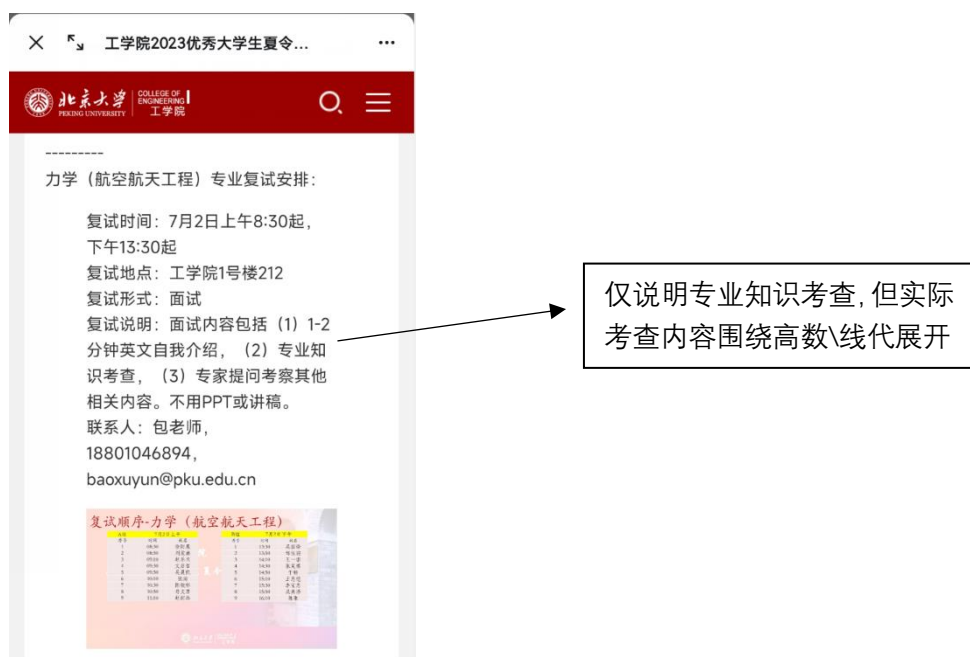 工学院2023优秀大学生夏令...
北京大学
PEKING UNIVERSITY
COLLEGE OF
ENGINEERING
工学院
---------
力学（航空航天工程）专业复试安排：
复试时间：7月2日上午8:30起，
下午13:30起
复试地点：工学院1号楼212
复试形式：面试
复试说明：面试内容包括（1）1-2
分钟英文自我介绍，（2）专业知
识考查，（3）专家提问考察其他
相关内容。不用PPT或讲稿。
联系人：包老师，
18801046894，
baoxuyun@pku.edu.cn
仅说明专业知识考查，但实际
考查内容围绕高数\线代展开
复试顺序-力学（航空航天工程）